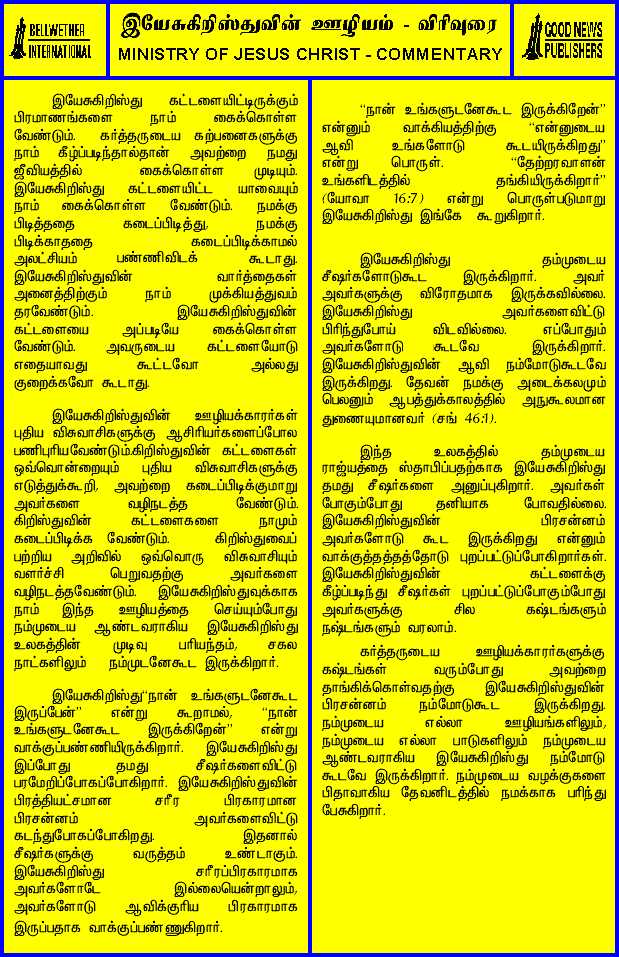 BELLWETHER
INTERNATIONAL
இயேசுகிறிஸ்துவின் ஊழியம் - விரிவுரை
MINISTRY OF JESUS CHRIST - COMMENTARY
GOOD NEWS
PUBLISHERS
இயேசுகிறிஸ்து கட்டளையிட்டிருக்கும்
பிரமாணங்களை நாம் கைக்கொள்ள
வேண்டும். கர்த்தருடைய கற்பனைகளுக்கு
நாம் கீழ்ப்படிந்தால்தான் அவற்றை நமது
ஜீவியத்தில் கைக்கொள்ள முடியும்.
இயேசுகிறிஸ்து கட்டளையிட்ட யாவையும்
நாம் கைக்கொள்ள வேண்டும். நமக்கு
பிடித்ததை கடைப்பிடித்து, நமக்கு
பிடிக்காததை கடைப்பிடிக்காமல்
அலட்சியம் பண்ணிவிடக் கூடாது.
இயேசுகிறிஸ்துவின் வார்த்தைகள்
அனைத்திற்கும் நாம் முக்கியத்துவம்
தரவேண்டும். இயேசுகிறிஸ்துவின்
கட்டளையை அப்படியே கைக்கொள்ள
வேண்டும். அவருடைய கட்டளையோடு
எதையாவது கூட்டவோ அல்லது
குறைக்கவோ கூடாது.
இயேசுகிறிஸ்துவின் ஊழியக்காரர்கள்
புதிய விசுவாசிகளுக்கு ஆசிரியர்களைப்போல
பணிபுரியவேண்டும்.கிறிஸ்துவின் கட்டளைகள்
ஒவ்வொன்றையும் புதிய விசுவாசிகளுக்கு
எடுத்துக்கூறி, அவற்றை கடைப்பிடிக்குமாறு
அவர்களை வழிநடத்த வேண்டும்.
கிறிஸ்துவின் கட்டளைகளை நாமும்
கடைப்பிடிக்க வேண்டும். கிறிஸ்துவைப்
பற்றிய அறிவில் ஒவ்வொரு விசுவாசியும்
வளர்ச்சி பெறுவதற்கு அவர்களை
வழிநடத்தவேண்டும். இயேசுகிறிஸ்துவுக்காக
நாம் இந்த ஊழியத்தை செய்யும்போது
நம்முடைய ஆண்டவராகிய இயேசுகிறிஸ்து
உலகத்தின் முடிவு பரியந்தம், சகல
நாட்களிலும் நம்முடனேகூட இருக்கிறார்.
இயேசுகிறிஸ்து“நான் உங்களுடனேகூட
இருப்பேன்” என்று கூறாமல், “நான்
உங்களுடனேகூட இருக்கிறேன்” என்று
வாக்குப்பண்ணியிருக்கிறார். இயேசுகிறிஸ்து
இப்போது தமது சீஷர்களைவிட்டு
பரமேறிப்போகப்போகிறார். இயேசுகிறிஸ்துவின்
பிரத்தியட்சமான சரீர பிரகாரமான
பிரசன்னம் அவர்களைவிட்டு
கடந்துபோகப்போகிறது. இதனால்
சீஷர்களுக்கு வருத்தம் உண்டாகும்.
இயேசுகிறிஸ்து சரீரப்பிரகாரமாக
அவர்களோடே இல்லையென்றாலும்,
அவர்களோடு ஆவிக்குரிய பிரகாரமாக
இருப்பதாக வாக்குப்பண்ணுகிறார்.
“நான் உங்களுடனேகூட இருக்கிறேன்”
என்னும் வாக்கியத்திற்கு “என்னுடைய
ஆவி உங்களோடு கூடயிருக்கிறது”
என்று பொருள். “தேற்றரவாளன்
உங்களிடத்தில் தங்கியிருக்கிறார்”
(யோவா 16:7) என்று பொருள்படுமாறு
இயேசுகிறிஸ்து இங்கே கூறுகிறார்.
இயேசுகிறிஸ்து தம்முடைய
சீஷர்களோடுகூட இருக்கிறார். அவர்
அவர்களுக்கு விரோதமாக இருக்கவில்லை.
இயேசுகிறிஸ்து அவர்களைவிட்டு
பிரிந்துபோய் விடவில்லை. எப்போதும்
அவர்களோடு கூடவே இருக்கிறார்.
இயேசுகிறிஸ்துவின் ஆவி நம்மோடுகூடவே
இருக்கிறது. தேவன் நமக்கு அடைக்கலமும்
பெலனும் ஆபத்துக்காலத்தில் அநுகூலமான
துணையுமானவர் (சங் 46:1).
இந்த உலகத்தில் தம்முடைய
ராஜ்யத்தை ஸ்தாபிப்பதற்காக இயேசுகிறிஸ்து
தமது சீஷர்களை அனுப்புகிறார். அவர்கள்
போகும்போது தனியாக போவதில்லை.
இயேசுகிறிஸ்துவின் பிரசன்னம்
அவர்களோடு கூட இருக்கிறது என்னும்
வாக்குத்தத்தத்தோடு புறப்பட்டுப்போகிறார்கள்.
இயேசுகிறிஸ்துவின் கட்டளைக்கு
கீழ்ப்படிந்து சீஷர்கள் புறப்பட்டுப்போகும்போது
அவர்களுக்கு சில கஷ்டங்களும்
நஷ்டங்களும் வரலாம்.
கர்த்தருடைய ஊழியக்காரர்களுக்கு
கஷ்டங்கள் வரும்போது அவற்றை
தாங்கிக்கொள்வதற்கு இயேசுகிறிஸ்துவின்
பிரசன்னம் நம்மோடுகூட இருக்கிறது.
நம்முடைய எல்லா ஊழியங்களிலும்,
நம்முடைய எல்லா பாடுகளிலும் நம்முடைய
ஆண்டவராகிய இயேசுகிறிஸ்து நம்மோடு
கூடவே இருக்கிறார். நம்முடைய வழக்குகளை
பிதாவாகிய தேவனிடத்தில் நமக்காக பரிந்து
பேசுகிறார்.